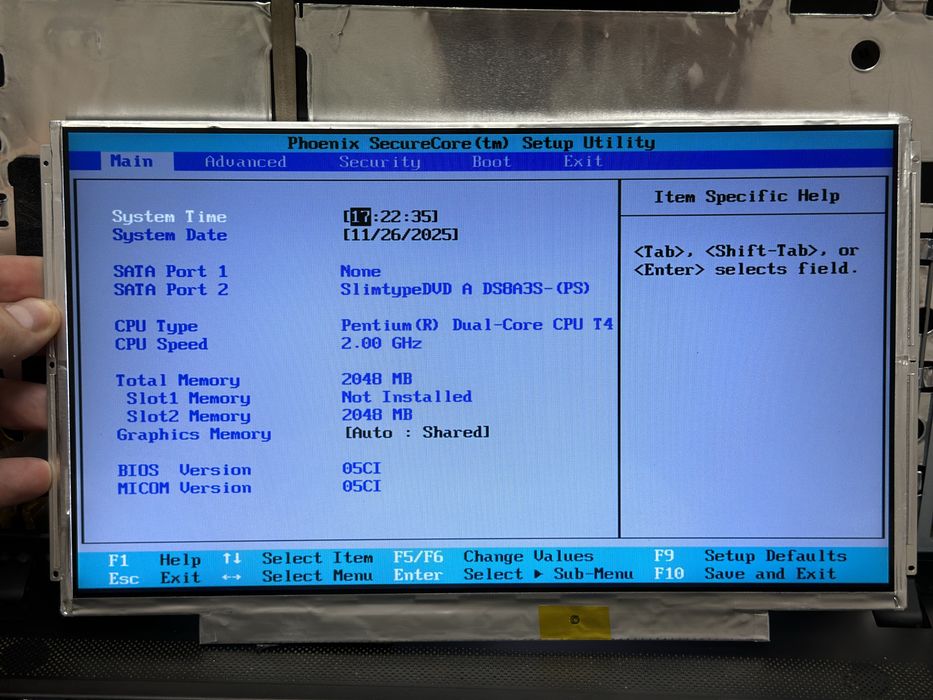 Phoenix SecureCore(tm) Setup Utility
Main Advanced Security Boot Exit
Item Specific Help
System Time [17:22:35]
System Date [11/26/2025]
<Tab>, <Shift-Tab>, or
<Enter> selects field.
SATA Port 1 None
SATA Port 2 SlimtypeDVD A DS8A3S-(PS)
CPU Type Pentium(R) Dual-Core CPU T4
CPU Speed 2.00 GHz
Total Memory 2048 MB
Slot1 Memory Not Installed
Slot2 Memory 2048 MB
Graphics Memory [Auto : Shared]
BIOS Version 05CI
MICOM Version 05CI
F1 Help ↑↓ Select Item F5/F6 Change Values F9 Setup Defaults
Esc Exit ←→ Select Menu Enter Select ▶ Sub-Menu F10 Save and Exit